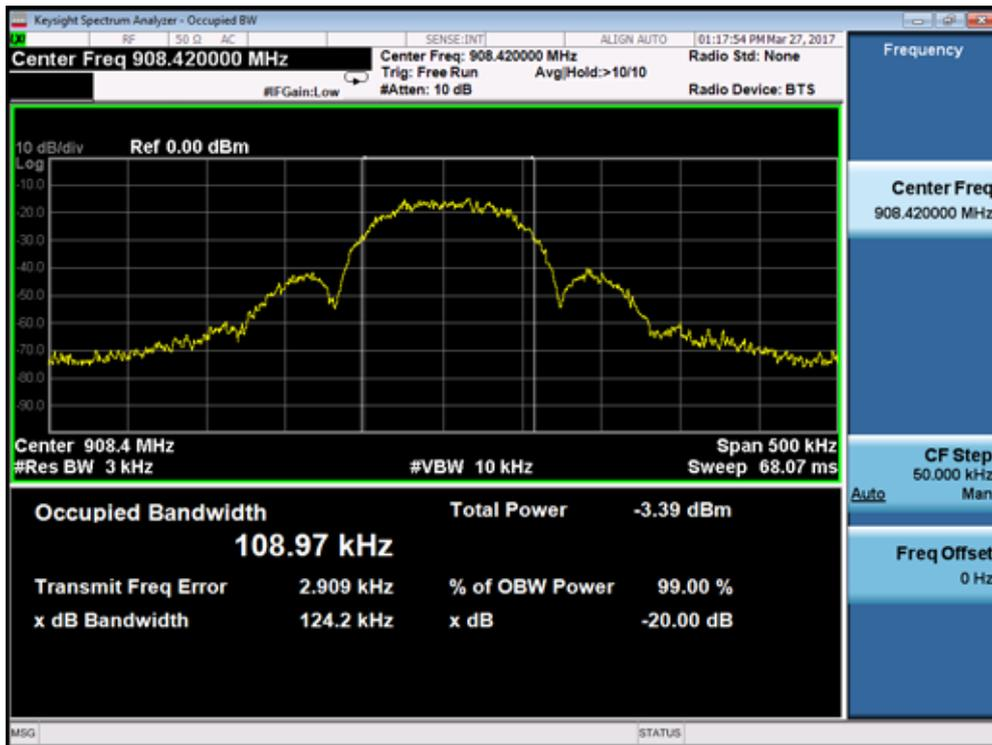 Keysight Spectrum Analyzer - Occupied BW
RF 50 Ω AC SENSE:INT ALIGN AUTO 01:17:54 PM Mar 27, 2017
Center Freq 908.420000 MHz
Center Freq: 908.420000 MHz Radio Std: None
Trig: Free Run Avg|Hold:>10/10
#IFGain:Low #Atten: 10 dB Radio Device: BTS
10 dB/div Ref 0.00 dBm
Log
-10.0
-20.0
-30.0
-40.0
-50.0
-60.0
-70.0
-80.0
-90.0
Center 908.4 MHz Span 500 kHz
#Res BW 3 kHz #VBW 10 kHz Sweep 68.07 ms
Occupied Bandwidth Total Power -3.39 dBm
108.97 kHz
Transmit Freq Error 2.909 kHz % of OBW Power 99.00 %
x dB Bandwidth 124.2 kHz x dB -20.00 dB
MSG STATUS
Frequency
Center Freq
908.420000 MHz
CF Step
50.000 kHz
Auto Man
Freq Offset
0 Hz